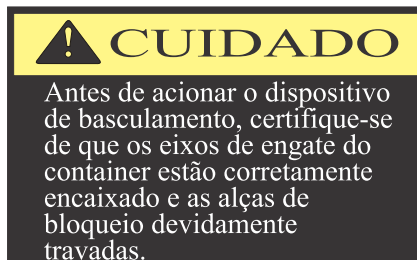 CUIDADO
Antes de acionar o dispositivo
de basculamento, certifique-se
de que os eixos de engate do
container estão corretamente
encaixado e as alças de
bloqueio devidamente
travadas.